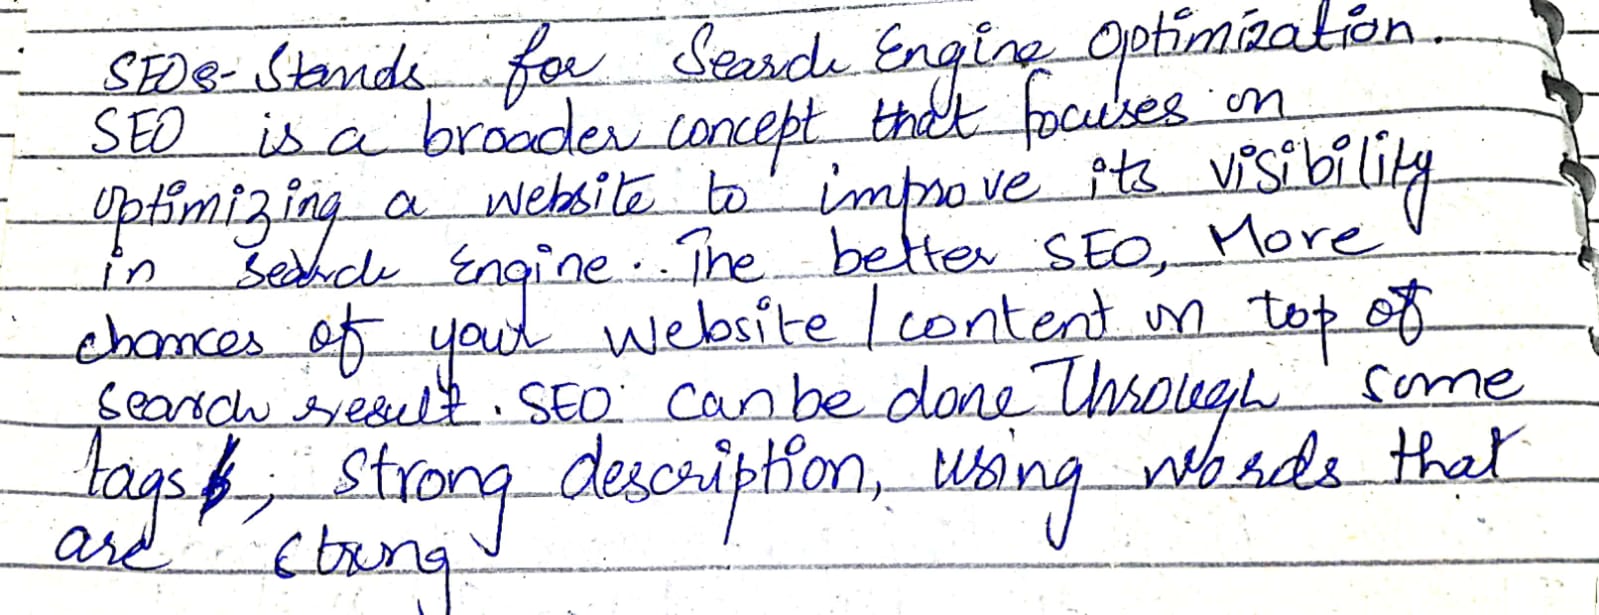 SEO:- Stands for Search Engine Optimization.
SEO is a broader concept that focuses on
optimizing a website to improve its visibility
in search Engine.. The better SEO, More
chances of your website/content on top of
search result. SEO can be done Through some
tags, strong description, using words that
are strong